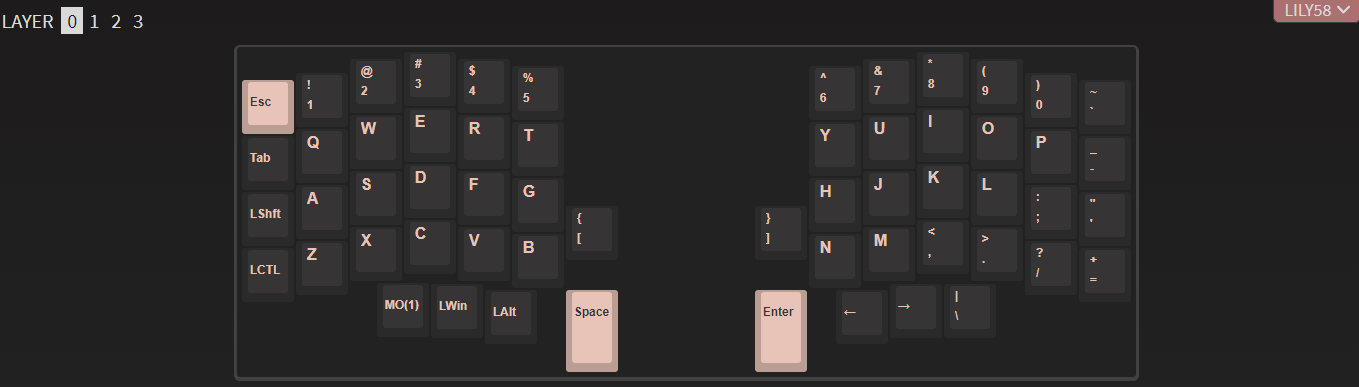 LAYER 0 1 2 3
LILY58
Esc ! 1 @ 2 # 3 $ 4 % 5 ^ 6 & 7 * 8 ( 9 ) 0 ~ `
Tab Q W E R T Y U I O P _ -
LShft A S D F G H J K L : ; " '
LCTL Z X C V B { [ } ] N M < , > . ? / + =
MO(1) LWin LAlt Space Enter ← → | \